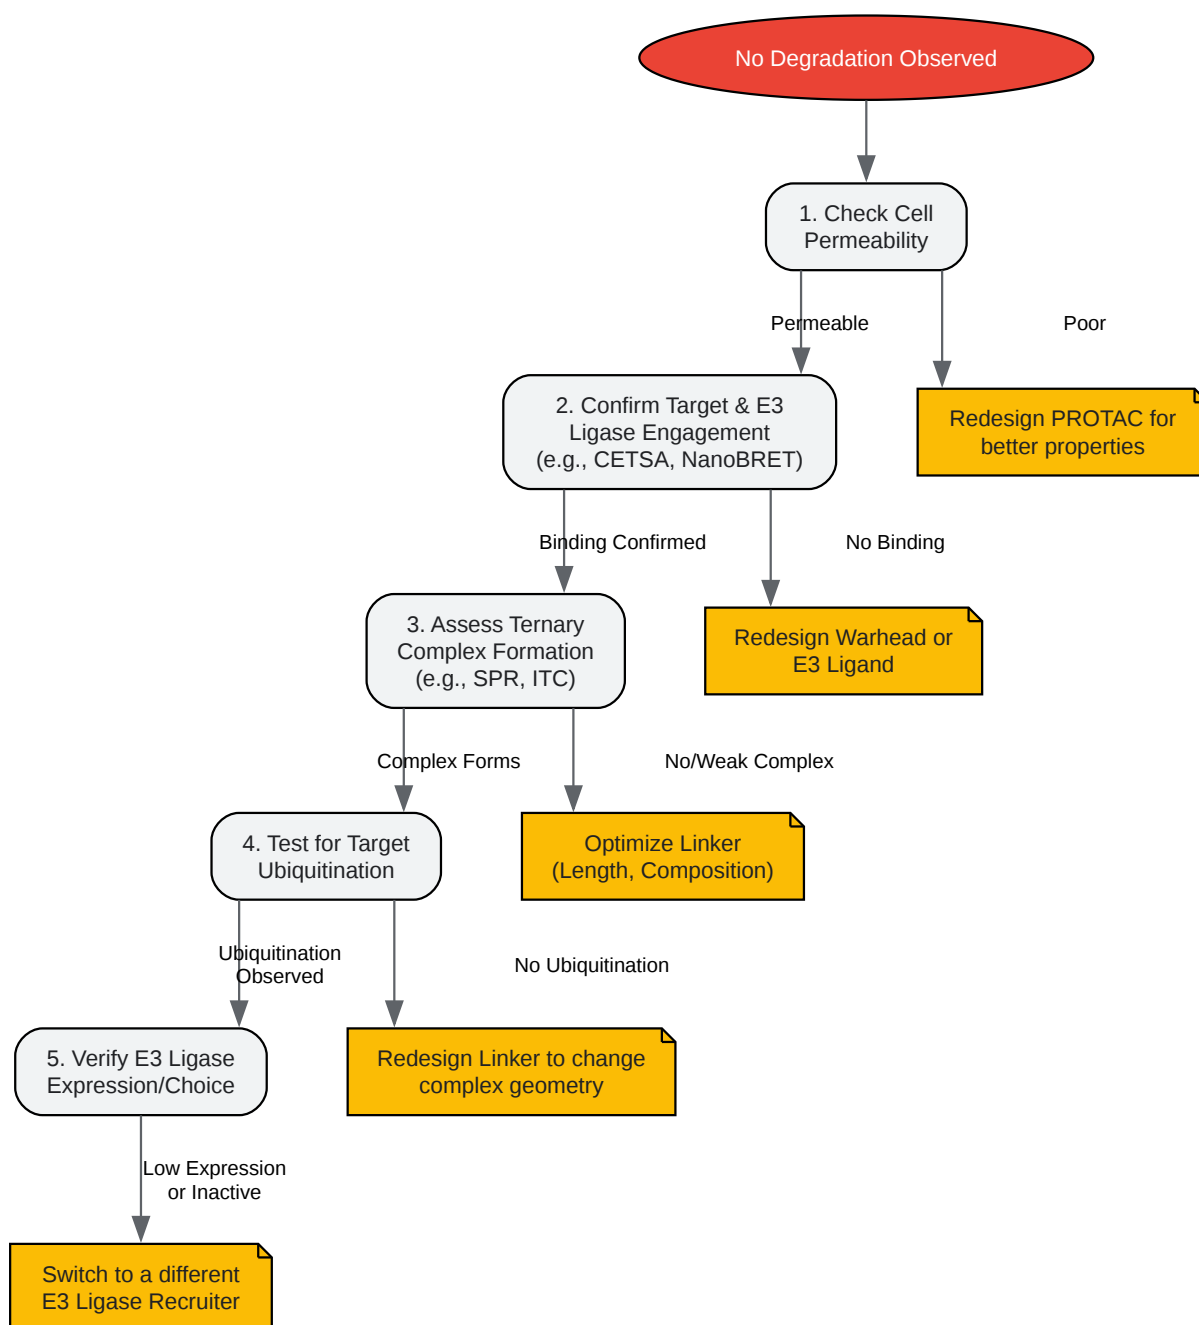 No Degradation Observed
1. Check Cell
Permeability
Permeable
Poor
2. Confirm Target & E3
Ligase Engagement
(e.g., CETSA, NanoBRET)
Redesign PROTAC for
better properties
Binding Confirmed
No Binding
3. Assess Ternary
Complex Formation
(e.g., SPR, ITC)
Redesign Warhead or
E3 Ligand
Complex Forms
No/Weak Complex
4. Test for Target
Ubiquitination
Optimize Linker
(Length, Composition)
Ubiquitination
Observed
No Ubiquitination
5. Verify E3 Ligase
Expression/Choice
Redesign Linker to change
complex geometry
Low Expression
or Inactive
Switch to a different
E3 Ligase Recruiter